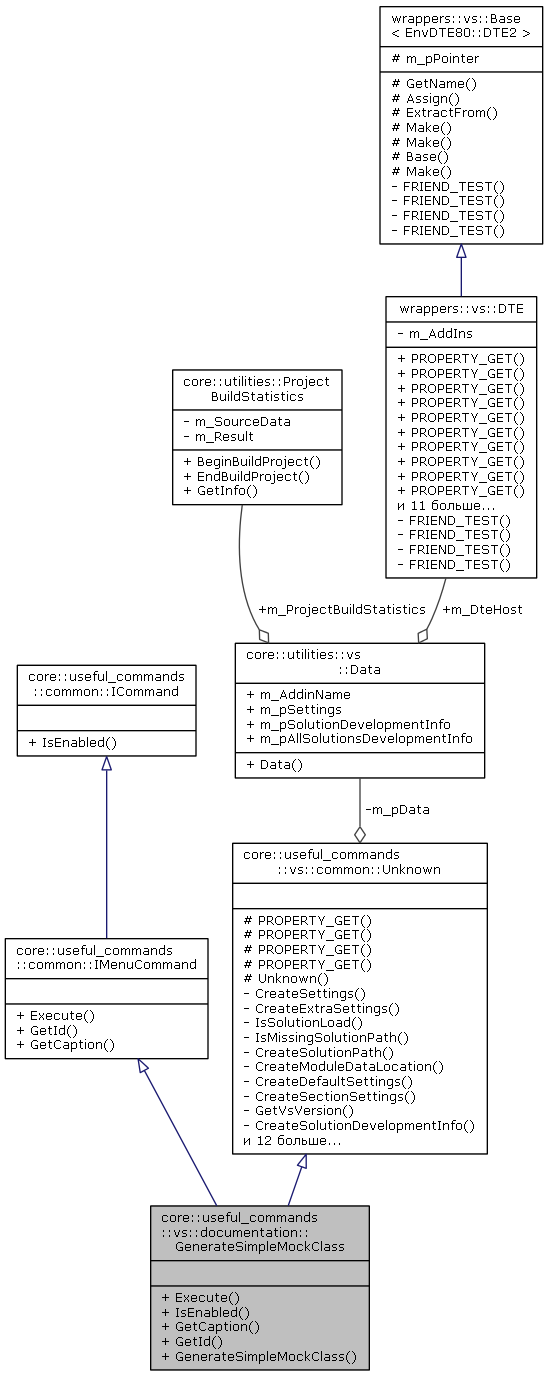 wrappers::vs::Base
< EnvDTE80::DTE2 >
# m_pPointer
# GetName()
# Assign()
# ExtractFrom()
# Make()
# Make()
# Base()
# Make()
- FRIEND_TEST()
- FRIEND_TEST()
- FRIEND_TEST()
- FRIEND_TEST()
wrappers::vs::DTE
- m_AddIns
+ PROPERTY_GET()
+ PROPERTY_GET()
+ PROPERTY_GET()
+ PROPERTY_GET()
+ PROPERTY_GET()
+ PROPERTY_GET()
+ PROPERTY_GET()
+ PROPERTY_GET()
+ PROPERTY_GET()
+ PROPERTY_GET()
и 11 больше...
- FRIEND_TEST()
- FRIEND_TEST()
- FRIEND_TEST()
- FRIEND_TEST()
core::utilities::Project
BuildStatistics
- m_SourceData
- m_Result
+ BeginBuildProject()
+ EndBuildProject()
+ GetInfo()
+m_ProjectBuildStatistics
+m_DteHost
core::utilities::vs
::Data
+ m_AddinName
+ m_pSettings
+ m_pSolutionDevelopmentInfo
+ m_pAllSolutionsDevelopmentInfo
+ Data()
core::useful_commands
::common::ICommand
+ IsEnabled()
-m_pData
core::useful_commands
::vs::common::Unknown
# PROPERTY_GET()
# PROPERTY_GET()
# PROPERTY_GET()
# PROPERTY_GET()
# Unknown()
- CreateSettings()
- CreateExtraSettings()
- IsSolutionLoad()
- IsMissingSolutionPath()
- CreateSolutionPath()
- CreateModuleDataLocation()
- CreateDefaultSettings()
- CreateSectionSettings()
- GetVsVersion()
- CreateSolutionDevelopmentInfo()
и 12 больше...
core::useful_commands
::common::IMenuCommand
+ Execute()
+ GetId()
+ GetCaption()
core::useful_commands
::vs::documentation::
GenerateSimpleMockClass
+ Execute()
+ IsEnabled()
+ GetCaption()
+ GetId()
+ GenerateSimpleMockClass()